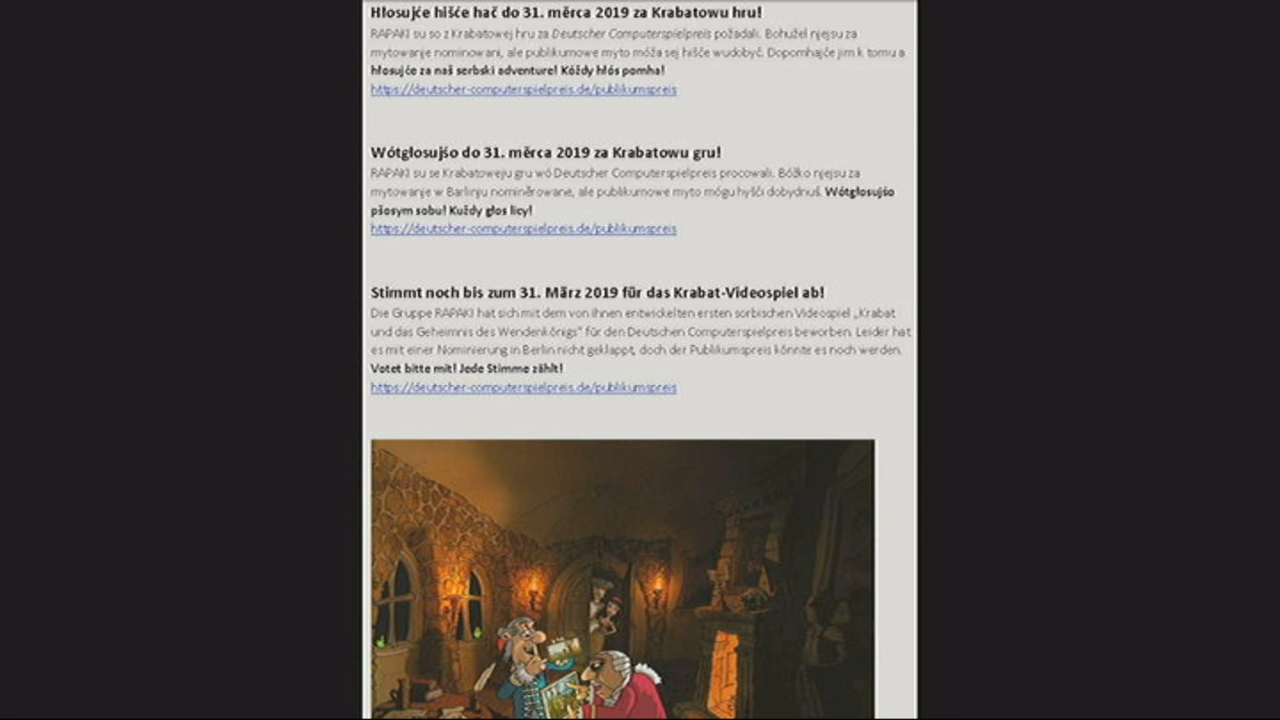 Hłosujće hišće hač do 31. měrca 2019 za Krabatowu hru!
RAPAKI su so z Krabatowej hru za Deutscher Computerspielpreis požadali. Bohužel njejsu za
mytowanje nominowani, ale publikumowe myto móža sej hišće wudobyć. Dopomhajće jim k tomu a
hłosujće za naš serbski adventure! Kóždy hłós pomha!
https://deutscher-computerspielpreis.de/publikumspreis
Wótgłosujśo do 31. měrca 2019 za Krabatowu gru!
RAPAKI su se Krabatoweju gru wó Deutscher Computerspielpreis procowali. Bóžko njejsu za
mytowanje w Barlinju nominěrowane, ale publikumowe myto mógu hyšći dobydnuś. Wótgłosujśo
pšosym sobu! Kuždy głos licy!
https://deutscher-computerspielpreis.de/publikumspreis
Stimmt noch bis zum 31. März 2019 für das Krabat-Videospiel ab!
Die Gruppe RAPAKI hat sich mit dem von ihnen entwickelten ersten sorbischen Videospiel „Krabat
und das Geheimnis des Wendenkönigs“ für den Deutschen Computerspielpreis beworben. Leider hat
es mit einer Nominierung in Berlin nicht geklappt, doch der Publikumspreis könnte es noch werden.
Votet bitte mit! Jede Stimme zählt!
https://deutscher-computerspielpreis.de/publikumspreis